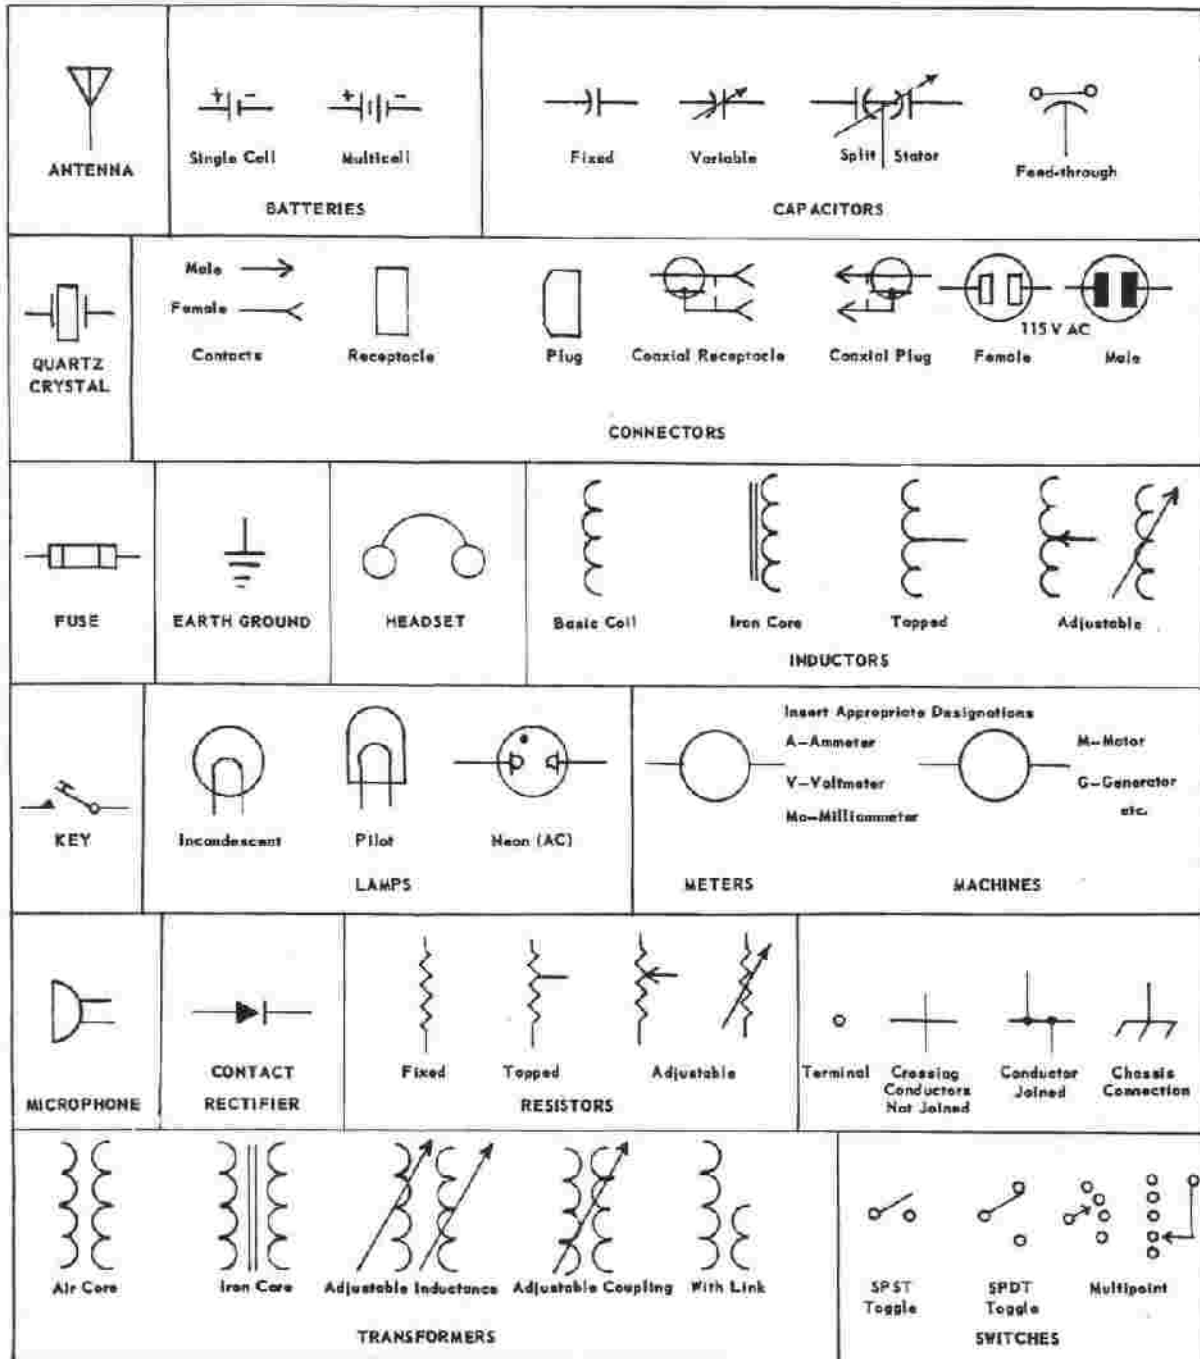 ANTENNA
+ -
Single Cell
+ -
Multicell
BATTERIES
Fixed
Variable
Split Stator
Feed-through
CAPACITORS
QUARTZ
CRYSTAL
Male
Female
Contacts
Receptacle
Plug
Coaxial Receptacle
Coaxial Plug
115 V AC
Female
Male
CONNECTORS
FUSE
EARTH GROUND
HEADSET
Basic Coil
Iron Core
Tapped
Adjustable
INDUCTORS
KEY
Incandescent
Pilot
Neon (AC)
LAMPS
Insert Appropriate Designations
A-Ammeter
V-Voltmeter
Ma-Milliammeter
METERS
M-Motor
G-Generator
etc.
MACHINES
MICROPHONE
CONTACT
RECTIFIER
Fixed
Tapped
Adjustable
RESISTORS
Terminal
Crossing
Conductors
Not Joined
Conductor
Joined
Chassis
Connection
Air Core
Iron Core
Adjustable Inductance
Adjustable Coupling
With Link
TRANSFORMERS
SPST
Toggle
SPDT
Toggle
Multipoint
SWITCHES